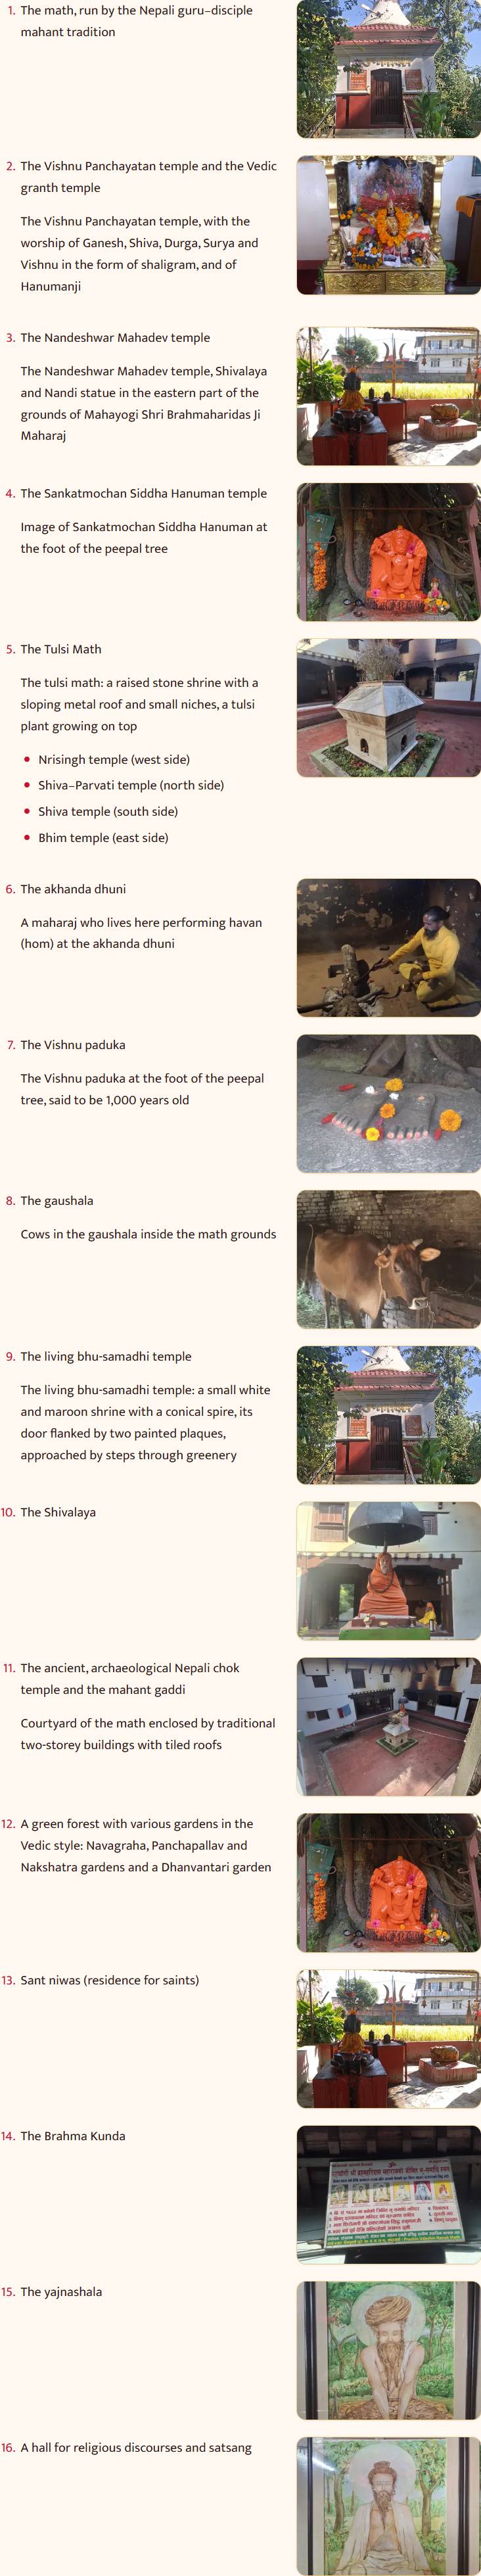 1. The math, run by the Nepali guru–disciple
mahant tradition
2. The Vishnu Panchayatan temple and the Vedic
granth temple
The Vishnu Panchayatan temple, with the
worship of Ganesh, Shiva, Durga, Surya and
Vishnu in the form of shaligram, and of
Hanumanji
3. The Nandeshwar Mahadev temple
The Nandeshwar Mahadev temple, Shivalaya
and Nandi statue in the eastern part of the
grounds of Mahayogi Shri Brahmaharidas Ji
Maharaj
4. The Sankatmochan Siddha Hanuman temple
Image of Sankatmochan Siddha Hanuman at
the foot of the peepal tree
5. The Tulsi Math
The tulsi math: a raised stone shrine with a
sloping metal roof and small niches, a tulsi
plant growing on top
• Nrisingh temple (west side)
• Shiva–Parvati temple (north side)
• Shiva temple (south side)
• Bhim temple (east side)
6. The akhanda dhuni
A maharaj who lives here performing havan
(hom) at the akhanda dhuni
7. The Vishnu paduka
The Vishnu paduka at the foot of the peepal
tree, said to be 1,000 years old
8. The gaushala
Cows in the gaushala inside the math grounds
9. The living bhu-samadhi temple
The living bhu-samadhi temple: a small white
and maroon shrine with a conical spire, its
door flanked by two painted plaques,
approached by steps through greenery
10. The Shivalaya
11. The ancient, archaeological Nepali chok
temple and the mahant gaddi
Courtyard of the math enclosed by traditional
two-storey buildings with tiled roofs
12. A green forest with various gardens in the
Vedic style: Navagraha, Panchapallav and
Nakshatra gardens and a Dhanvantari garden
13. Sant niwas (residence for saints)
14. The Brahma Kunda
15. The yajnashala
16. A hall for religious discourses and satsang